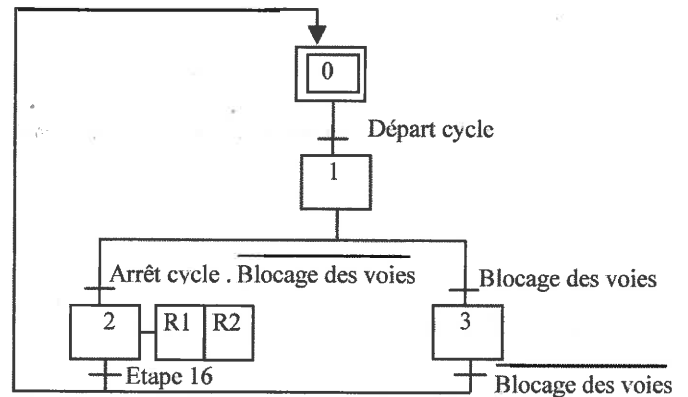 0
Départ cycle
1
Arrêt cycle . Blocage des voies
Blocage des voies
2 R1 R2
3
Etape 16
Blocage des voies